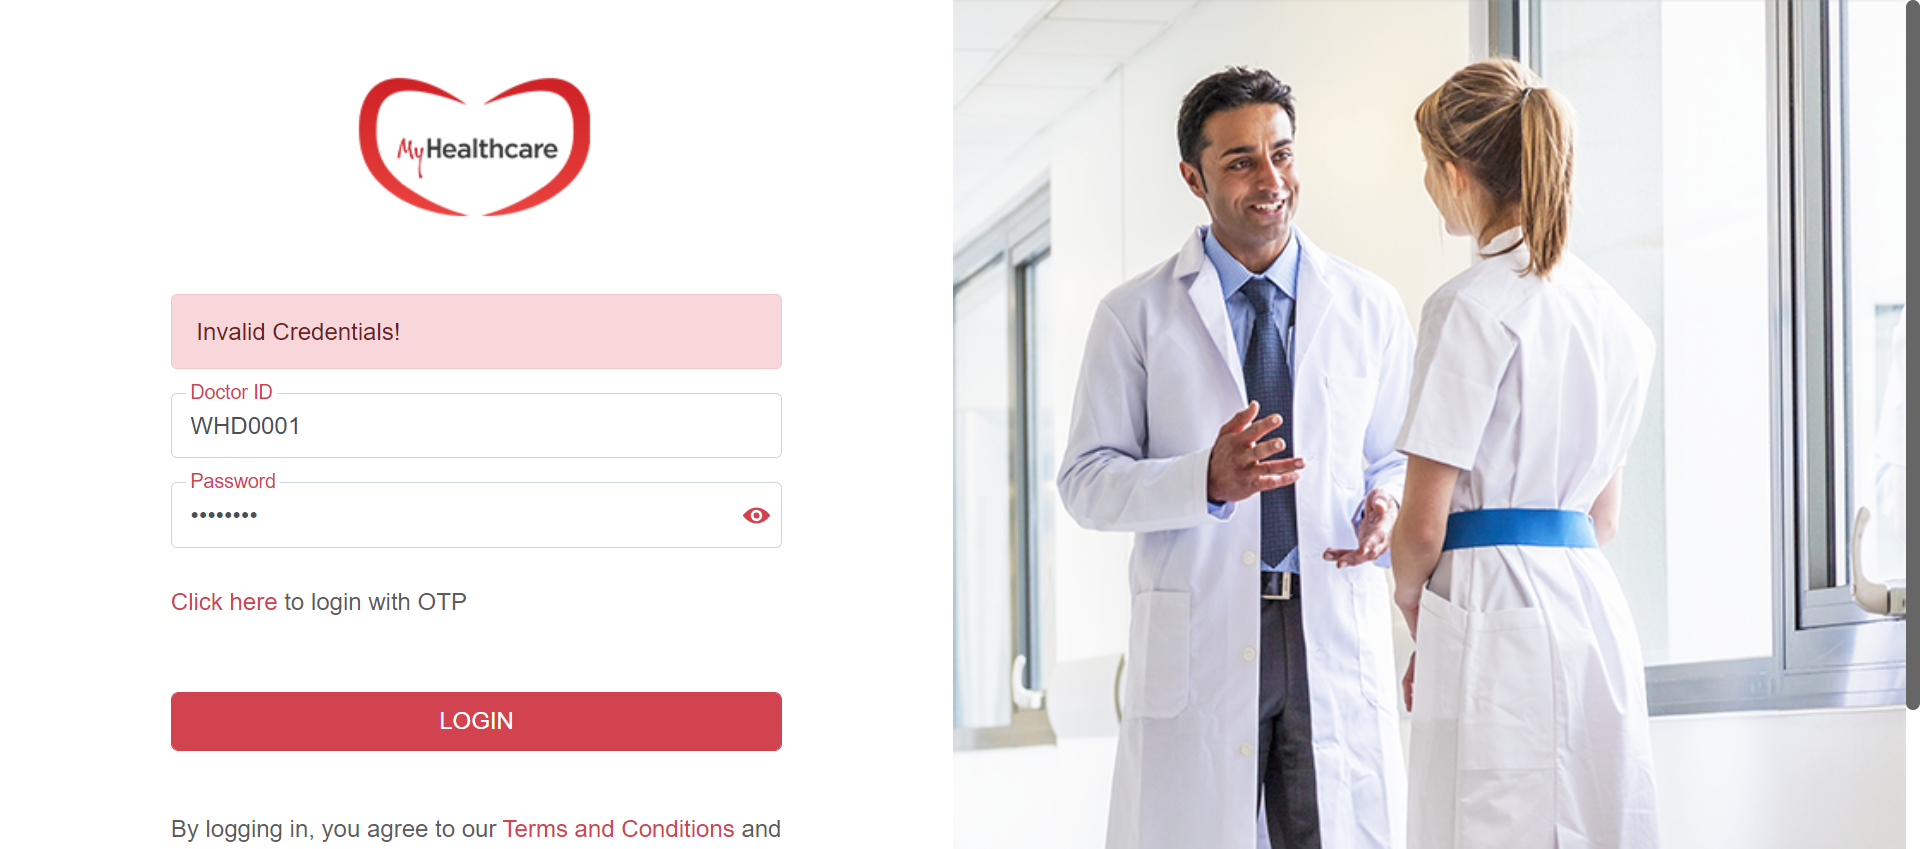 MyHealthcare
Invalid Credentials!
Doctor ID
WHD0001
Password
••••••••
Click here to login with OTP
LOGIN
By logging in, you agree to our Terms and Conditions and